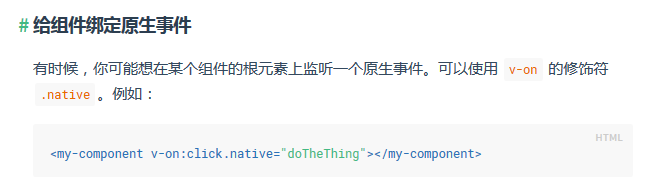 # 给组件绑定原生事件
有时候，你可能想在某个组件的根元素上监听一个原生事件。可以使用 v-on 的修饰符
.native 。例如：
HTML
<my-component v-on:click.native="doTheThing"></my-component>